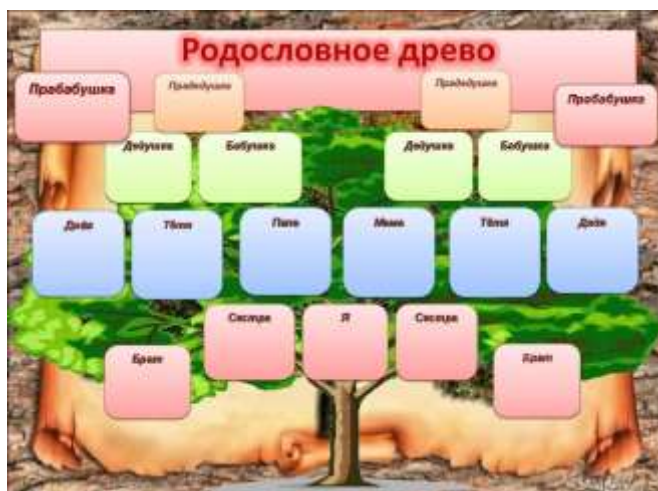 Родословное древо
Прабабушка
Прадедушка
Прадедушка
Прабабушка
Дедушка
Бабушка
Дедушка
Бабушка
Дядя
Тётя
Папа
Мама
Тётя
Дядя
Сестра
Я
Сестра
Брат
Брат